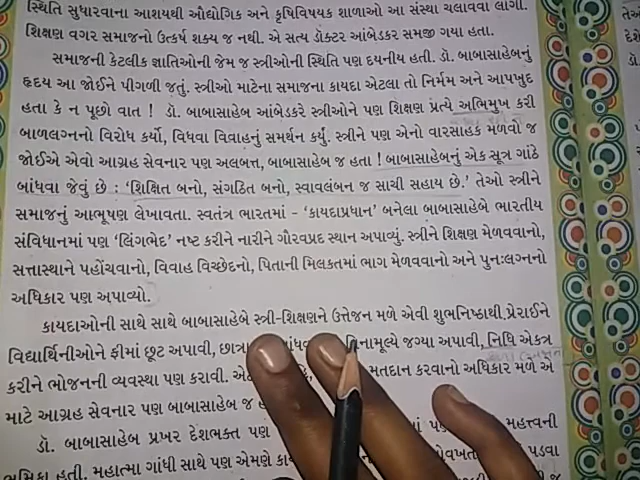 સ્થિતિ સુધારવાના આશયથી ઔદ્યોગિક અને કૃષિવિષયક શાળાઓ આ સંસ્થા ચલાવવા લાગી.
શિક્ષણ વગર સમાજનો ઉત્કર્ષ શક્ય જ નથી. એ સત્ય ડૉક્ટર આંબેડકર સમજી ગયા હતા.
સમાજની કેટલીક જ્ઞાતિઓની જેમ જ સ્ત્રીઓની સ્થિતિ પણ દયનીય હતી. ડૉ. બાબાસાહેબનું
હૃદય આ જોઈને પીગળી જતું. સ્ત્રીઓ માટેના સમાજના કાયદા એટલા તો નિર્મમ અને આપખુદ
હતા કે ન પૂછો વાત ! ડૉ. બાબાસાહેબ આંબેડકરે સ્ત્રીઓને પણ શિક્ષણ પ્રત્યે અભિમુખ કરી
બાળલગ્નનો વિરોધ કર્યો, વિધવા વિવાહનું સમર્થન કર્યું. સ્ત્રીને પણ એનો વારસાહક મળવો જ
જોઈએ એવો આગ્રહ સેવનાર પણ અલબત્ત, બાબાસાહેબ જ હતા ! બાબાસાહેબનું એક સૂત્ર ગાંઠે
બાંધવા જેવું છે : ‘શિક્ષિત બનો, સંગઠિત બનો, સ્વાવલંબન જ સાચી સહાય છે.’ તેઓ સ્ત્રીને
સમાજનું આભૂષણ લેખાવતા. સ્વતંત્ર ભારતમાં - ‘કાયદાપ્રધાન’ બનેલા બાબાસાહેબે ભારતીય
સંવિધાનમાં પણ ‘લિંગભેદ’ નષ્ટ કરીને નારીને ગૌરવપ્રદ સ્થાન અપાવ્યું. સ્ત્રીને શિક્ષણ મેળવવાનો,
સત્તાસ્થાને પહોંચવાનો, વિવાહ વિચ્છેદનો, પિતાની મિલકતમાં ભાગ મેળવવાનો અને પુનઃલગ્નનો
અધિકાર પણ અપાવ્યો.
કાયદાઓની સાથે સાથે બાબાસાહેબે સ્ત્રી-શિક્ષણને ઉત્તેજન મળે એવી શુભનિષ્ઠાથી પ્રેરાઈને
વિદ્યાર્થિનીઓને ફીમાં છૂટ અપાવી, વિનામૂલ્યે જગ્યા અપાવી, નિધિ એકત્ર
કરીને ભોજનની વ્યવસ્થા પણ કરાવી. મતદાન કરવાનો અધિકાર મળે એ
માટે આગ્રહ સેવનાર પણ બાબાસાહેબ જ
ડૉ. બાબાસાહેબ પ્રખર દેશભક્ત પણ મહત્ત્વની
ભૂમિકા હતી. મહાત્મા ગાંધી સાથે પણ એમણે પડવા